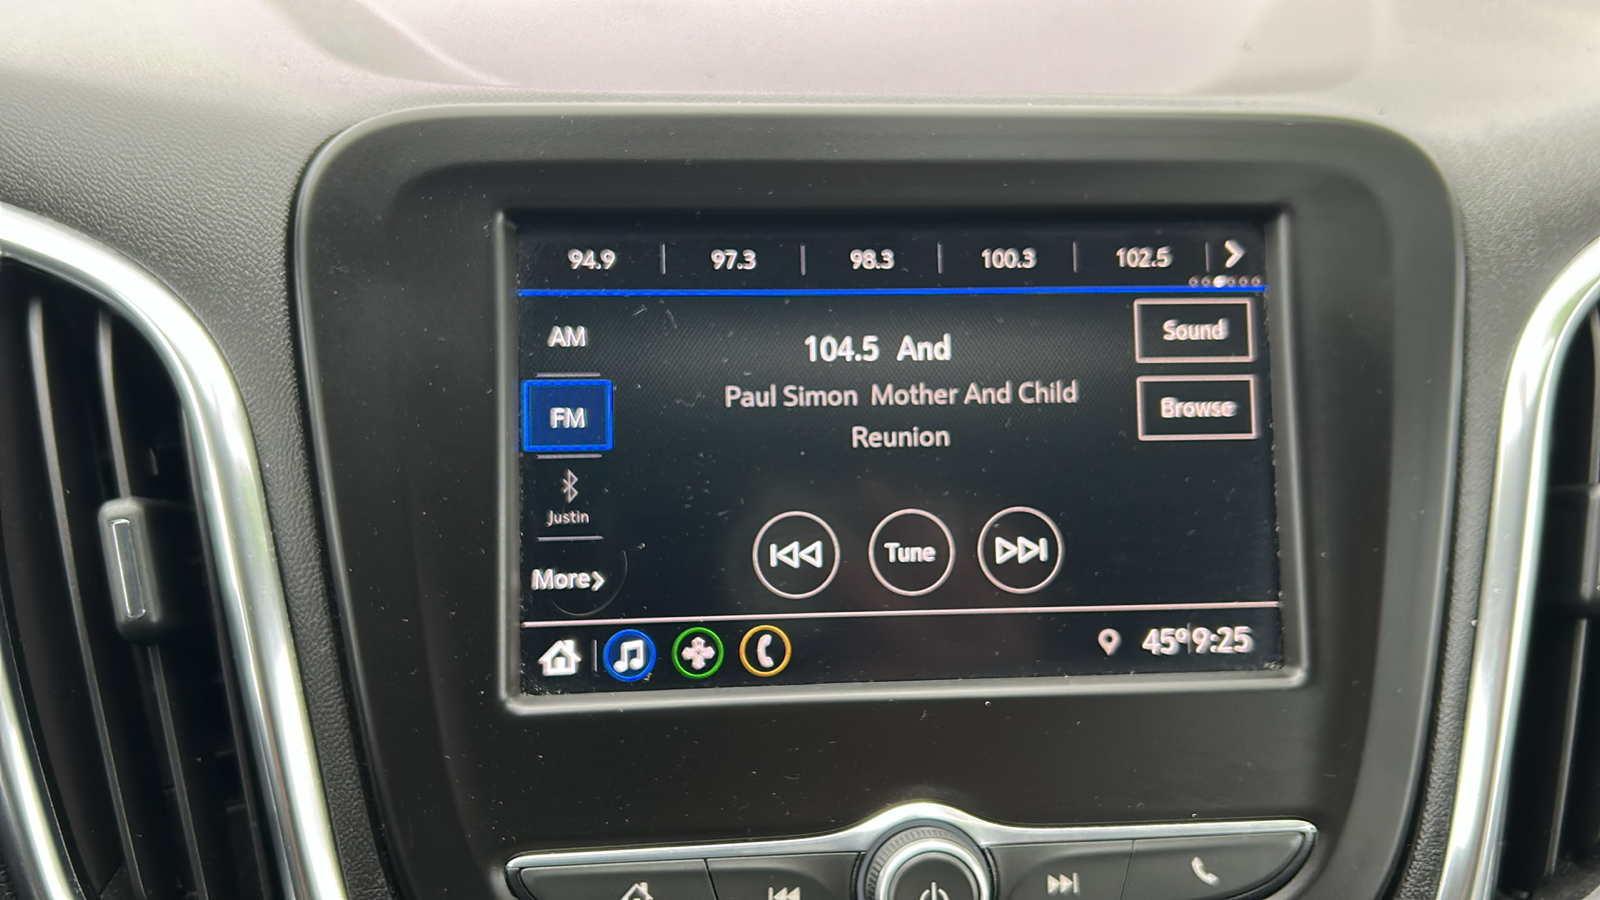 94.9 | 97.3 | 98.3 | 100.3 | 102.5
AM
FM
Justin
More
104.5 And
Paul Simon Mother And Child
Reunion
Sound
Browse
Tune
45° 9:25